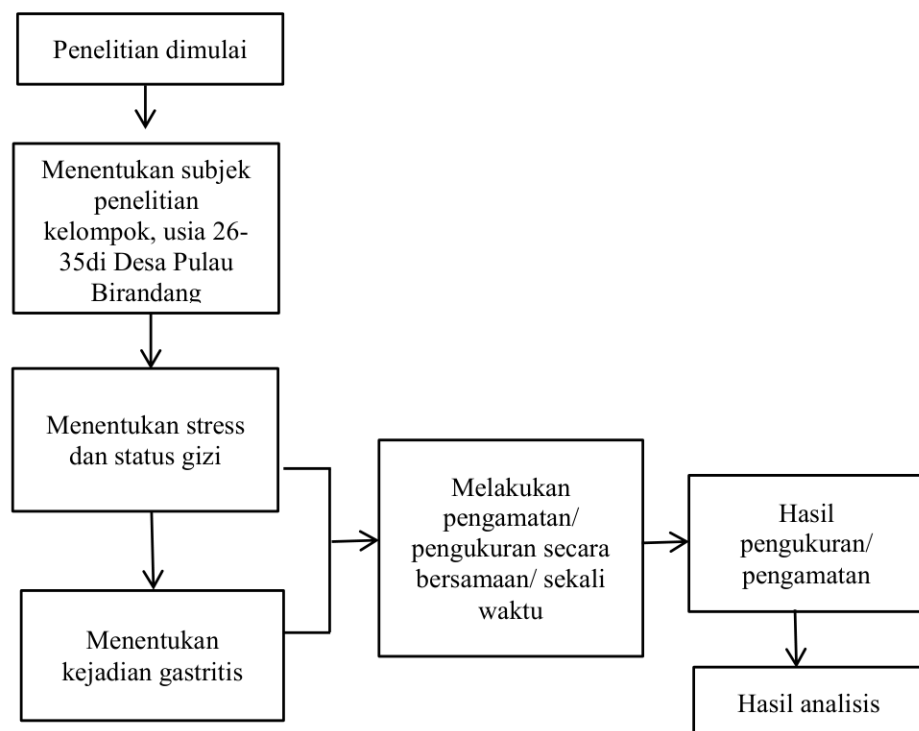 Penelitian dimulai
Menentukan subjek
penelitian
kelompok, usia 26-
35di Desa Pulau
Birandang
Menentukan stress
dan status gizi
Menentukan
kejadian gastritis
Melakukan
pengamatan/
pengukuran secara
bersamaan/ sekali
waktu
Hasil
pengukuran/
pengamatan
Hasil analisis